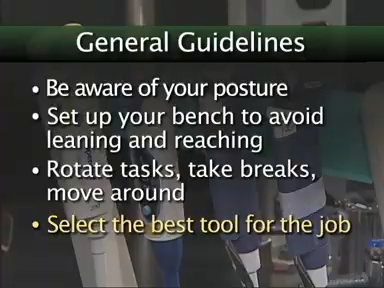 General Guidelines
• Be aware of your posture
• Set up your bench to avoid
leaning and reaching
• Rotate tasks, take breaks,
move around
• Select the best tool for the job